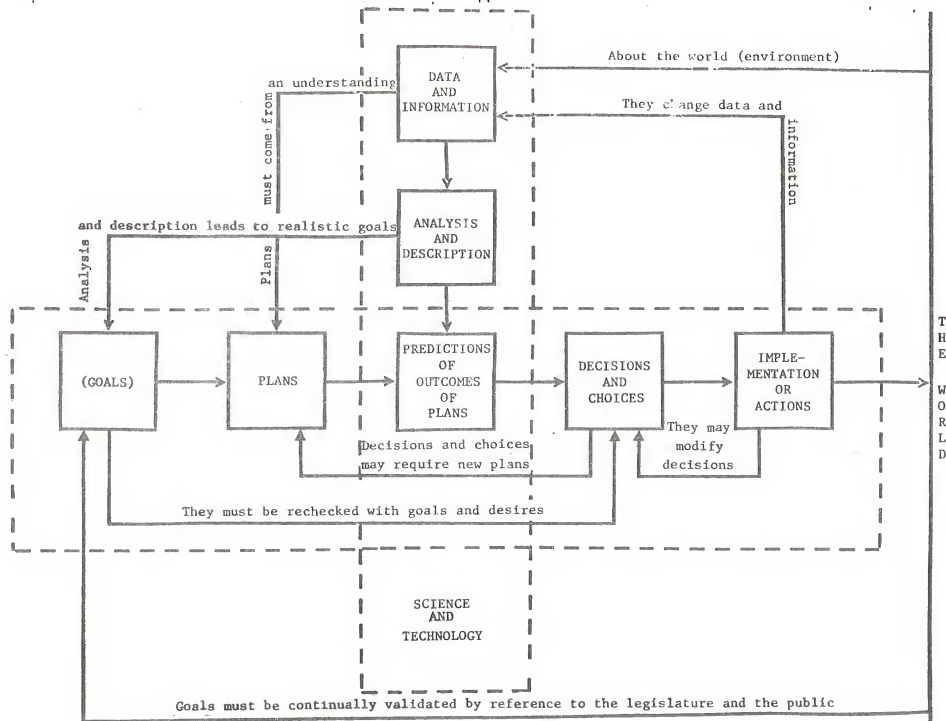 About the world (environment)
an understanding
DATA
AND
INFORMATION
They change data and
information
must come from
Plans
ANALYSIS
AND
DESCRIPTION
and description leads to realistic goals
Analysis
(GOALS)
PLANS
PREDICTIONS
OF
OUTCOMES
OF
PLANS
DECISIONS
AND
CHOICES
IMPLE-
MENTATION
OR
ACTIONS
THE WORLD
Decisions and choices
may require new plans
They may
modify
decisions
They must be rechecked with goals and desires
SCIENCE
AND
TECHNOLOGY
Goals must be continually validated by reference to the legislature and the public